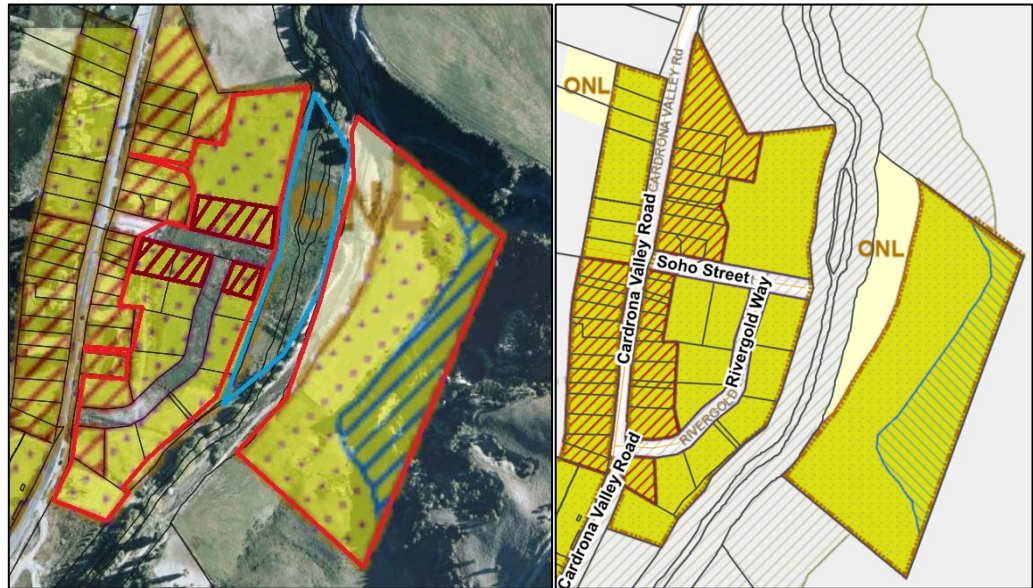 ONL
ONL
CARDRONA VALLEY Rd
Cardrona Valley Road
ONL
Soho Street
Rivergold Way
RIVERGOLD
Cardrona Valley Road